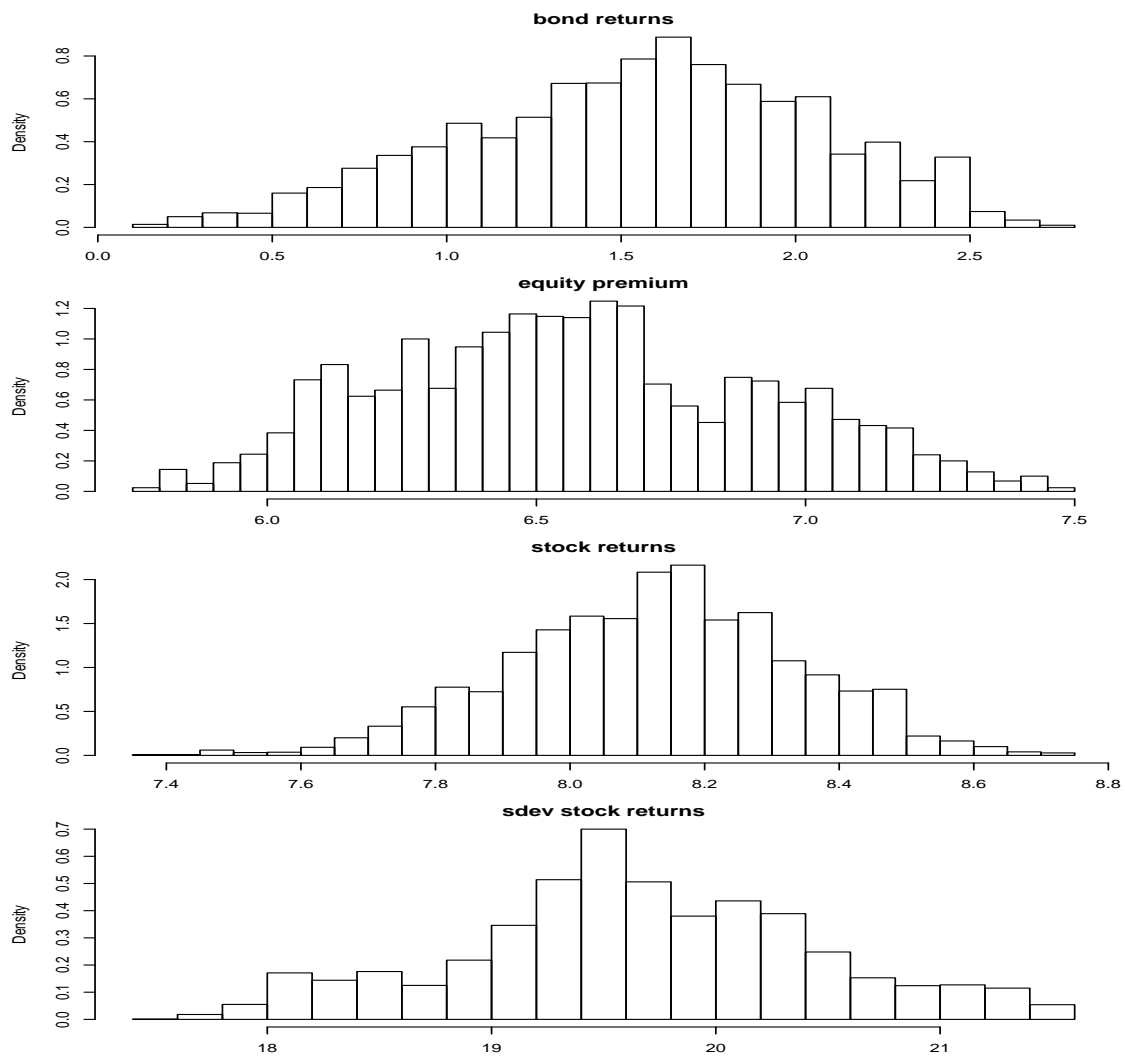 bond returns
Density
0.0 0.2 0.4 0.6 0.8
0.0 0.5 1.0 1.5 2.0 2.5
equity premium
Density
0.0 0.2 0.4 0.6 0.8 1.0 1.2
6.0 6.5 7.0 7.5
stock returns
Density
0.0 0.5 1.0 1.5 2.0
7.4 7.6 7.8 8.0 8.2 8.4 8.6 8.8
sdev stock returns
Density
0.0 0.1 0.2 0.3 0.4 0.5 0.6 0.7
18 19 20 21